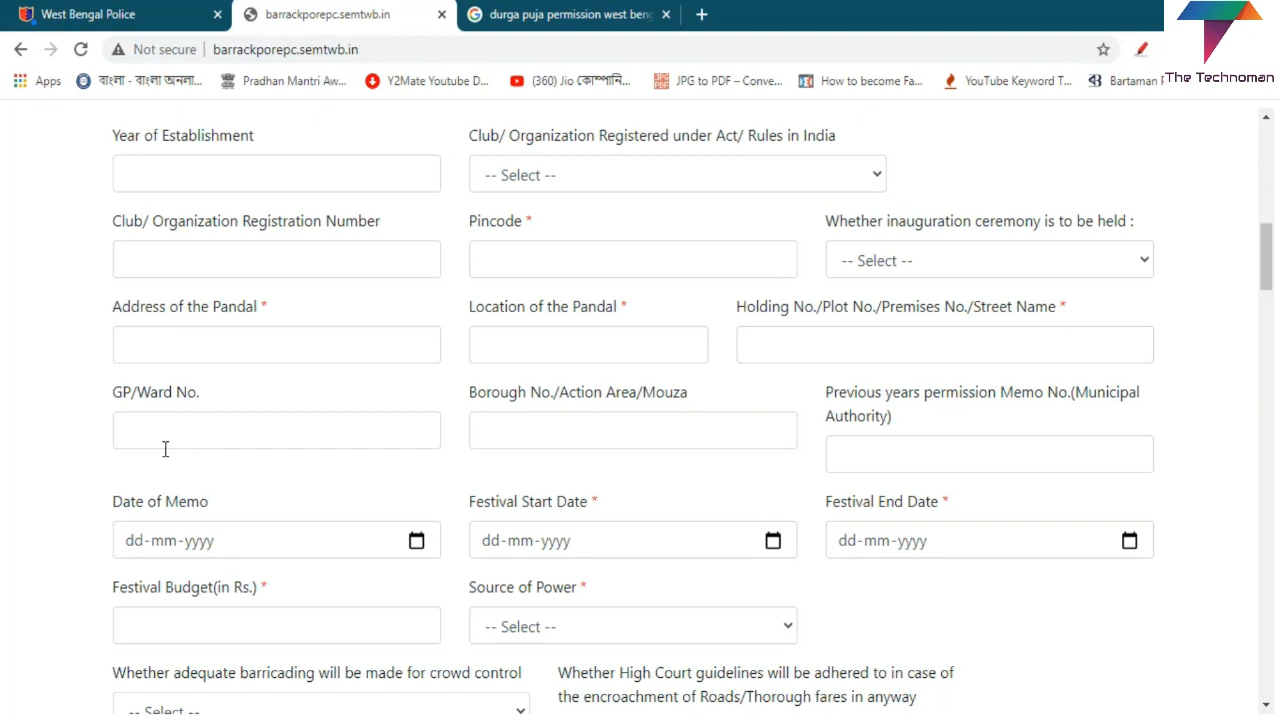 West Bengal Police
barrackporepc.semtwb.in
durga puja permission west beng
Not secure
barrackporepc.semtwb.in
The Technoman
Apps
বাংলা - বাংলা অনলা...
Pradhan Mantri Aw...
Y2Mate Youtube D...
(360) Jio কোম্পানি...
JPG to PDF – Conve...
How to become Fa...
YouTube Keyword T...
Bartaman
Year of Establishment
Club/ Organization Registered under Act/ Rules in India
-- Select --
Club/ Organization Registration Number
Pincode *
Whether inauguration ceremony is to be held :
-- Select --
Address of the Pandal *
Location of the Pandal *
Holding No./Plot No./Premises No./Street Name *
GP/Ward No.
Borough No./Action Area/Mouza
Previous years permission Memo No.(Municipal
Authority)
Date of Memo
Festival Start Date *
Festival End Date *
dd-mm-yyyy
dd-mm-yyyy
dd-mm-yyyy
Festival Budget(in Rs.) *
Source of Power *
-- Select --
Whether adequate barricading will be made for crowd control
Whether High Court guidelines will be adhered to in case of
the encroachment of Roads/Thorough fares in anyway
-- Select --